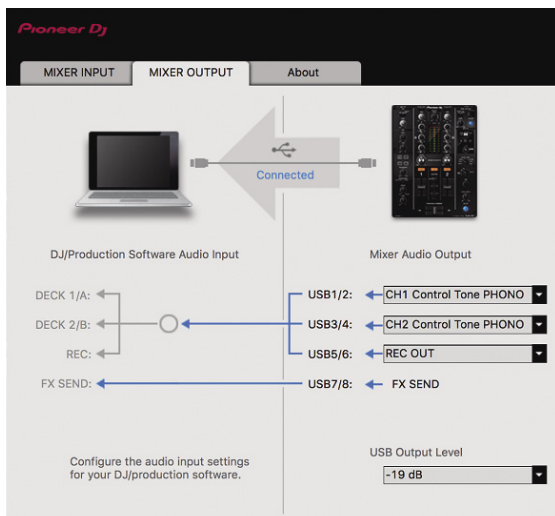 Pioneer Dj
MIXER INPUT
MIXER OUTPUT
About
Connected
DJ/Production Software Audio Input
Mixer Audio Output
DECK 1/A:
DECK 2/B:
REC:
FX SEND:
USB1/2:
CH1 Control Tone PHONO
USB3/4:
CH2 Control Tone PHONO
USB5/6:
REC OUT
USB7/8:
FX SEND
Configure the audio input settings
for your DJ/production software.
USB Output Level
-19 dB